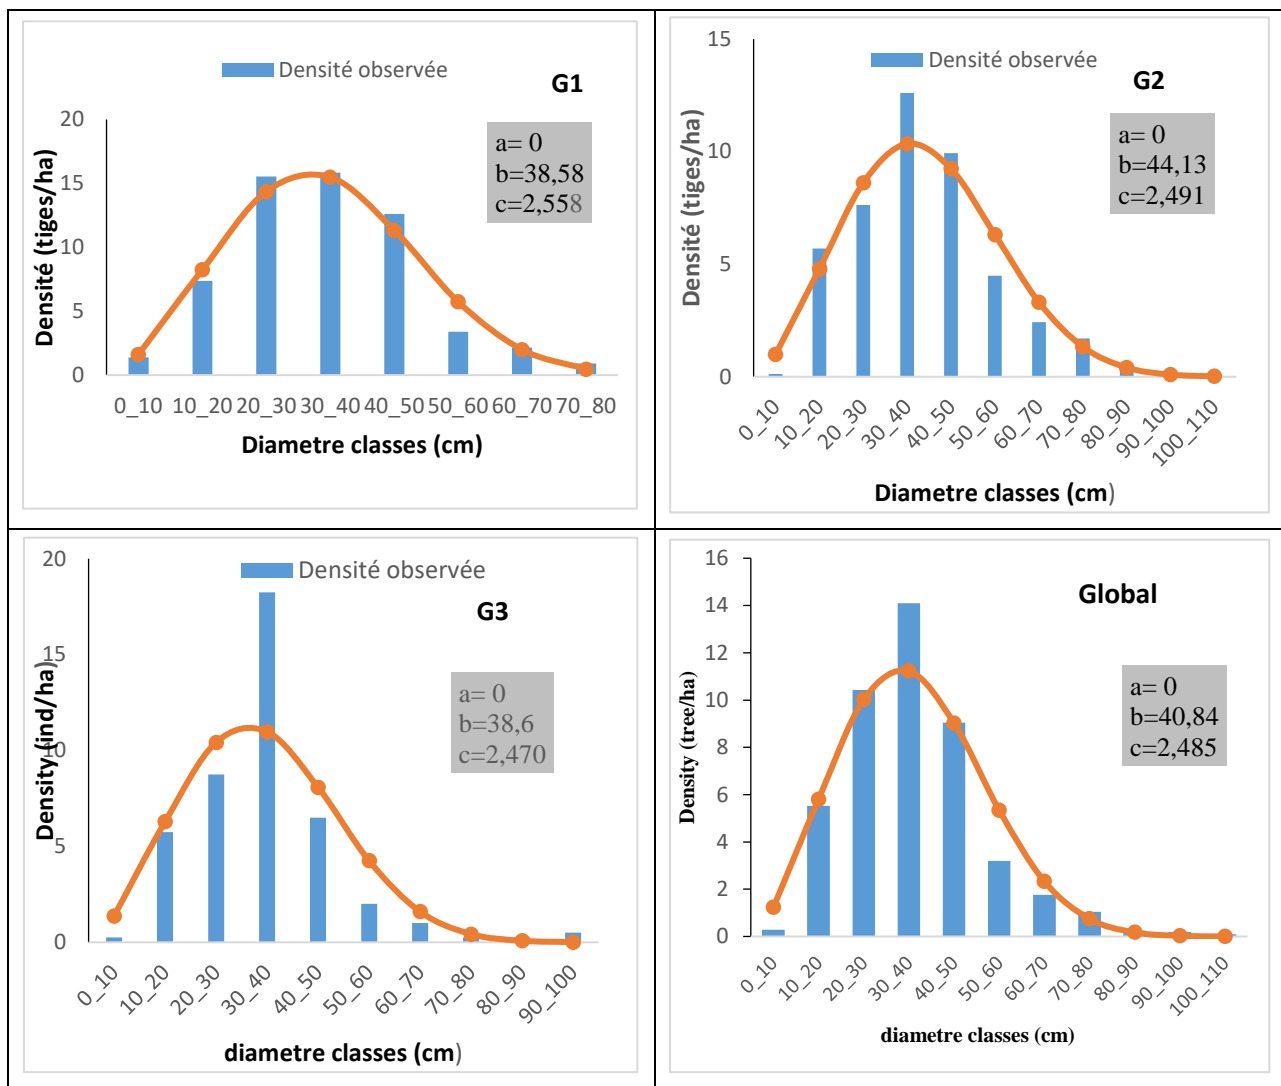 Densité observée
G1
a= 0
b=38,58
c=2,558
Densité (tiges/ha)
20
15
10
5
0
0_10 10_20 20_30 30_40 40_50 50_60 60_70 70_80
Diametre classes (cm)
Densité observée
G2
a= 0
b=44,13
c=2,491
Densité (tiges/ha)
15
10
5
0
0_10 10_20 20_30 30_40 40_50 50_60 60_70 70_80 80_90 90_100 100_110
Diametre classes (cm)
Densité observée
G3
a= 0
b=38,6
c=2,470
Density (ind/ha)
20
15
10
5
0
0_10 10_20 20_30 30_40 40_50 50_60 60_70 70_80 80_90 90_100
diametre classes (cm)
Global
a= 0
b=40,84
c=2,485
Density (tree/ha)
16
14
12
10
8
6
4
2
0
0_10 10_20 20_30 30_40 40_50 50_60 60_70 70_80 80_90 90_100 100_110
diametre classes (cm)